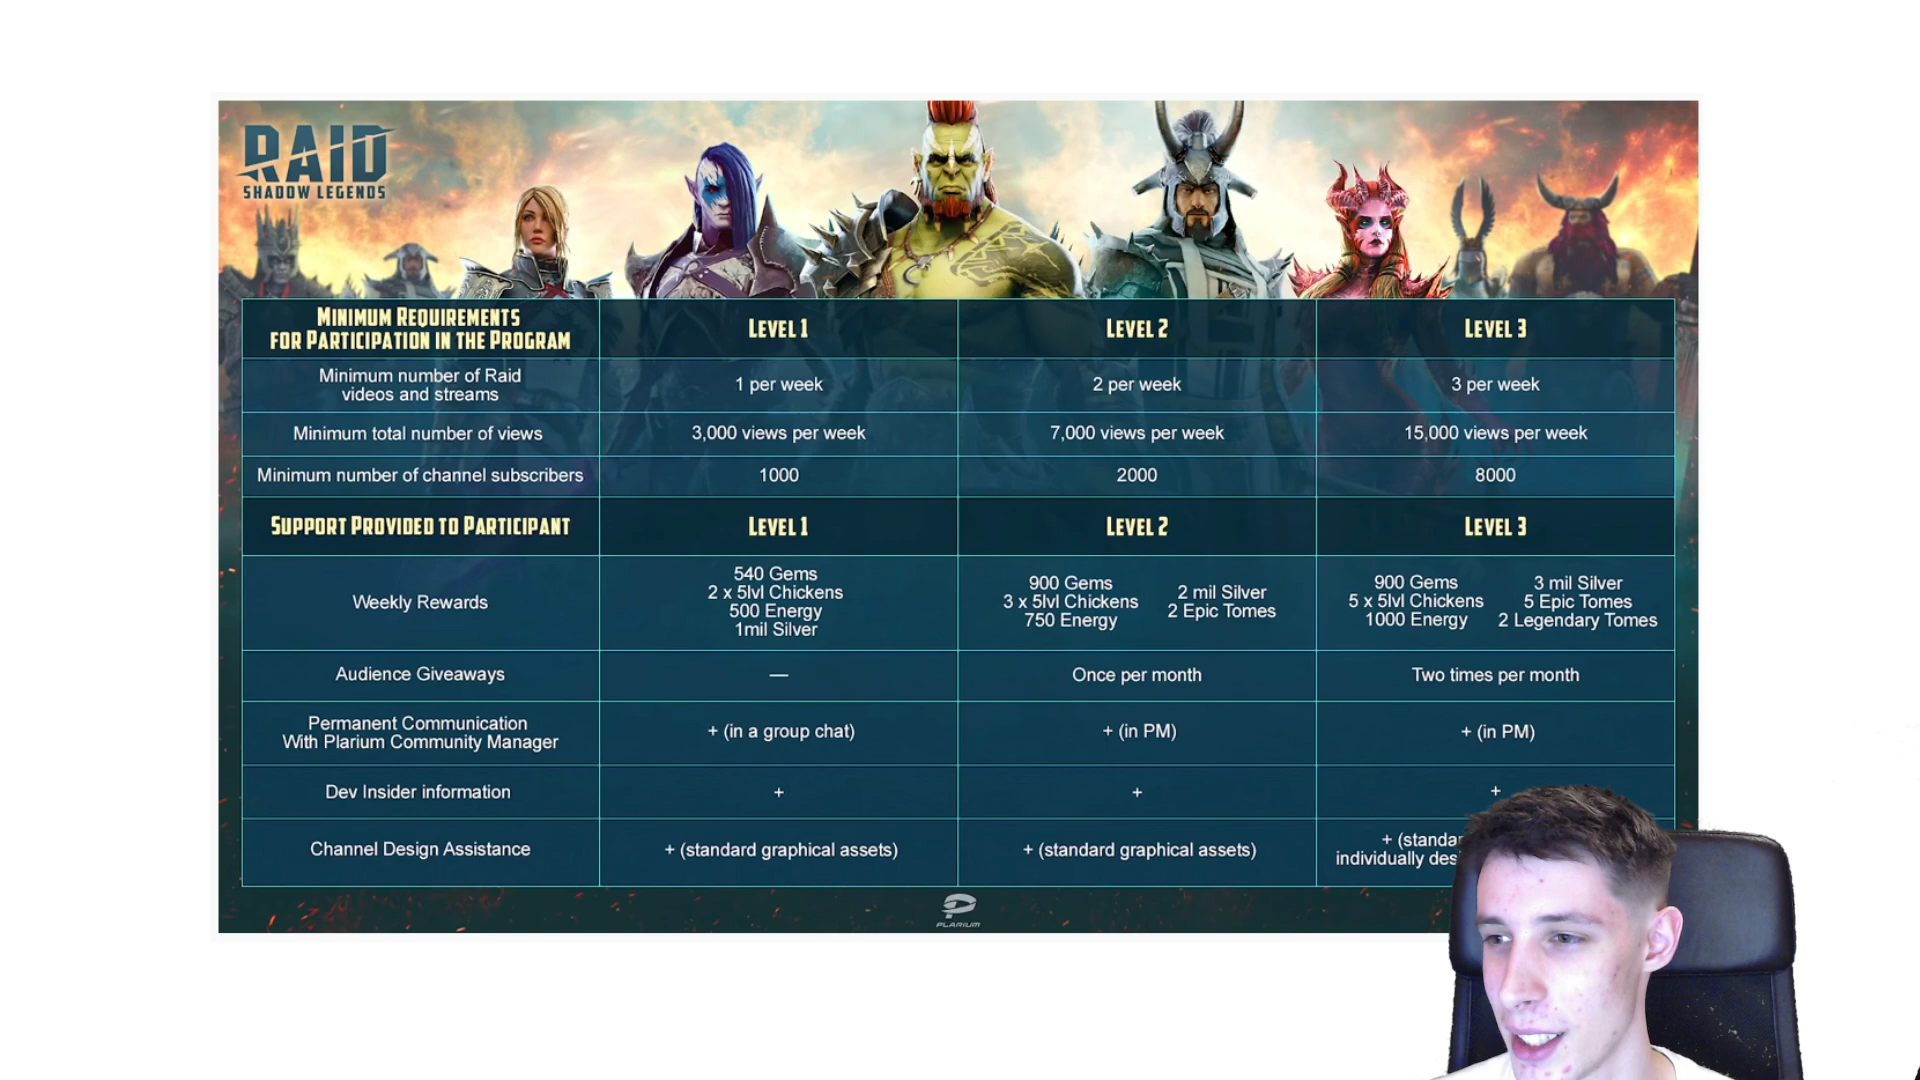 RAID
SHADOW LEGENDS
MINIMUM REQUIREMENTS
FOR PARTICIPATION IN THE PROGRAM
LEVEL 1
LEVEL 2
LEVEL 3
Minimum number of Raid
videos and streams
1 per week
2 per week
3 per week
Minimum total number of views
3,000 views per week
7,000 views per week
15,000 views per week
Minimum number of channel subscribers
1000
2000
8000
SUPPORT PROVIDED TO PARTICIPANT
LEVEL 1
LEVEL 2
LEVEL 3
Weekly Rewards
540 Gems
2 x 5lvl Chickens
500 Energy
1mil Silver
900 Gems
3 x 5lvl Chickens
750 Energy
2 mil Silver
2 Epic Tomes
900 Gems
5 x 5lvl Chickens
1000 Energy
3 mil Silver
5 Epic Tomes
2 Legendary Tomes
Audience Giveaways
—
Once per month
Two times per month
Permanent Communication
With Plarium Community Manager
+ (in a group chat)
+ (in PM)
+ (in PM)
Dev Insider information
+
+
+
Channel Design Assistance
+ (standard graphical assets)
+ (standard graphical assets)
+
individually
PLARIUM